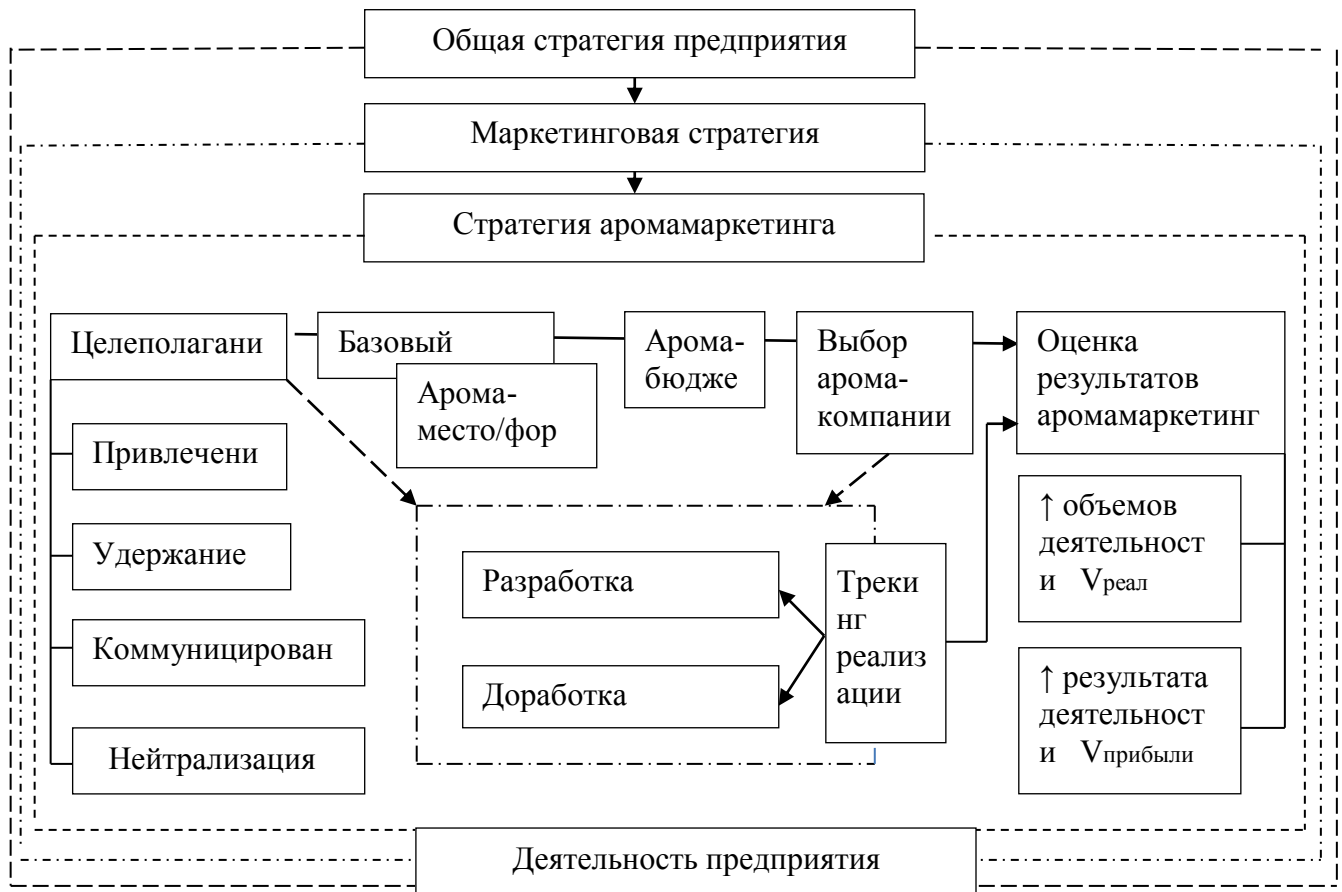 Общая стратегия предприятия
Маркетинговая стратегия
Стратегия аромамаркетинга
Целеполагани
Базовый
Арома-
место/фор
Арома-
бюдже
Выбор
арома-
компании
Оценка
результатов
аромамаркетинг
Привлечени
Удержание
Коммуницирован
Нейтрализация
Разработка
Доработка
Треки
нг
реализ
ации
↑ объемов
деятельност
и Vреал
↑ результата
деятельност
и Vприбыли
Деятельность предприятия